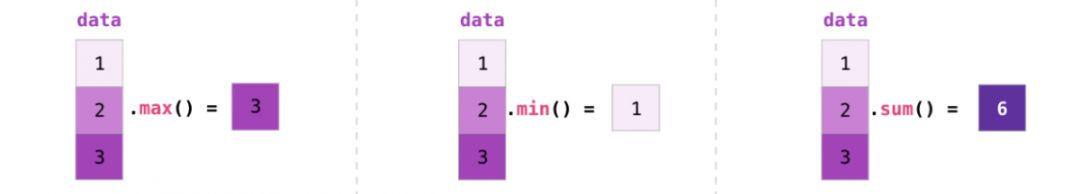 data
1
2 .max() = 3
3
data
1
2 .min() = 1
3
data
1
2 .sum() = 6
3